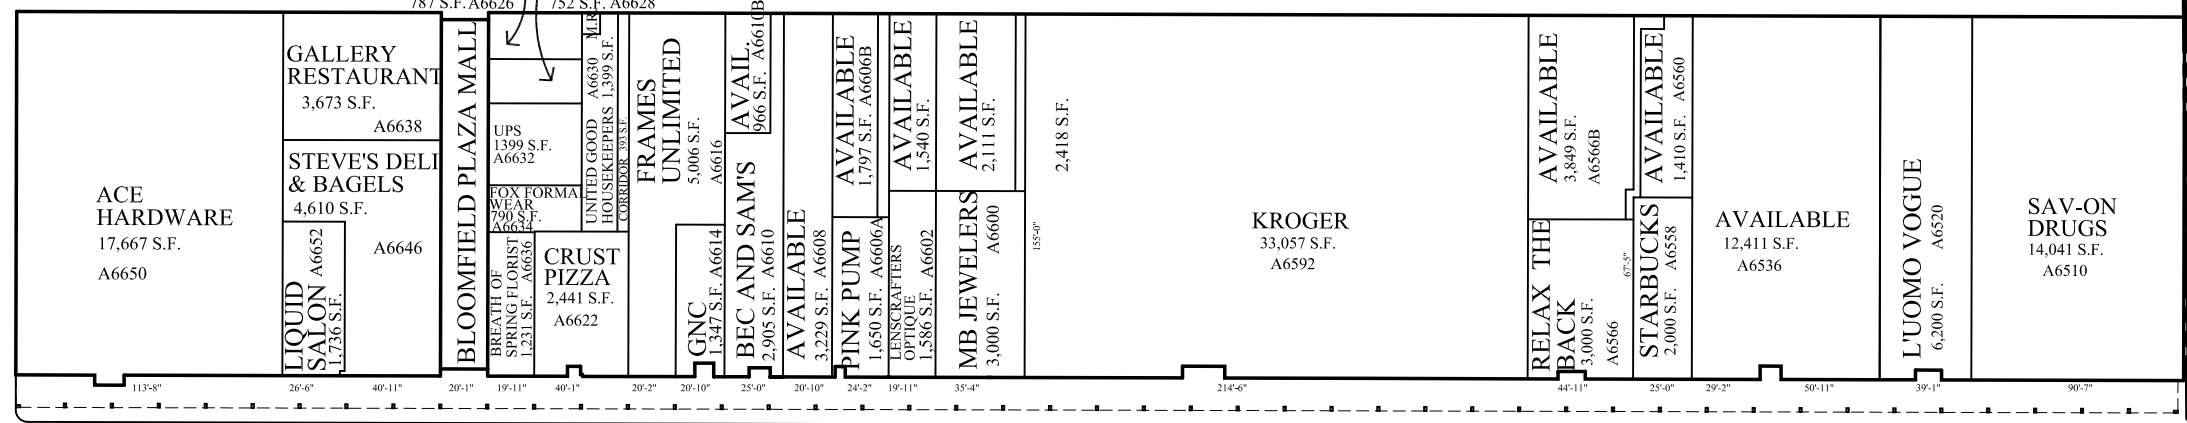 787 S.F. A6626
752 S.F. A6628
ACE
HARDWARE
17,667 S.F.
A6650
GALLERY
RESTAURANT
3,673 S.F.
A6638
STEVE'S DELI
& BAGELS
4,610 S.F.
A6646
LIQUID
SALON A6652
1,736 S.F.
BLOOMFIELD PLAZA MALL
UPS
1399 S.F.
A6632
FOX FORMAL
WEAR
790 S.F.
A6634
BREATH OF
SPRING FLORIST
1,231 S.F. A6636
M.R.
UNITED GOOD A6630
HOUSEKEEPERS 1,399 S.F.
CORRIDOR 393 S.F.
CRUST
PIZZA
2,441 S.F.
A6622
FRAMES
UNLIMITED
5,006 S.F.
A6616
GNC
1,347 S.F. A6614
AVAIL.
966 S.F. A6610B
BEC AND SAM'S
2,905 S.F. A6610
AVAILABLE
3,229 S.F. A6608
AVAILABLE
1,797 S.F. A6606B
PINK PUMP
1,650 S.F. A6606A
AVAILABLE
1,540 S.F.
LENSCRAFTERS
OPTIQUE
1,586 S.F. A6602
AVAILABLE
2,111 S.F.
MB JEWELERS
3,000 S.F. A6600
2,418 S.F.
155'-0"
KROGER
33,057 S.F.
A6592
AVAILABLE
3,849 S.F.
A6566B
RELAX THE
BACK
3,000 S.F.
A6566
67'-5"
AVAILABLE
1,410 S.F. A6560
STARBUCKS
2,000 S.F. A6558
AVAILABLE
12,411 S.F.
A6536
L'UOMO VOGUE
6,200 S.F. A6520
SAV-ON
DRUGS
14,041 S.F.
A6510
113'-8" 26'-6" 40'-11" 20'-1" 19'-11" 40'-1" 20'-2" 20'-10" 25'-0" 20'-10" 24'-2" 19'-11" 35'-4" 214'-6" 44'-11" 25'-0" 29'-2" 50'-11" 39'-1" 90'-7"